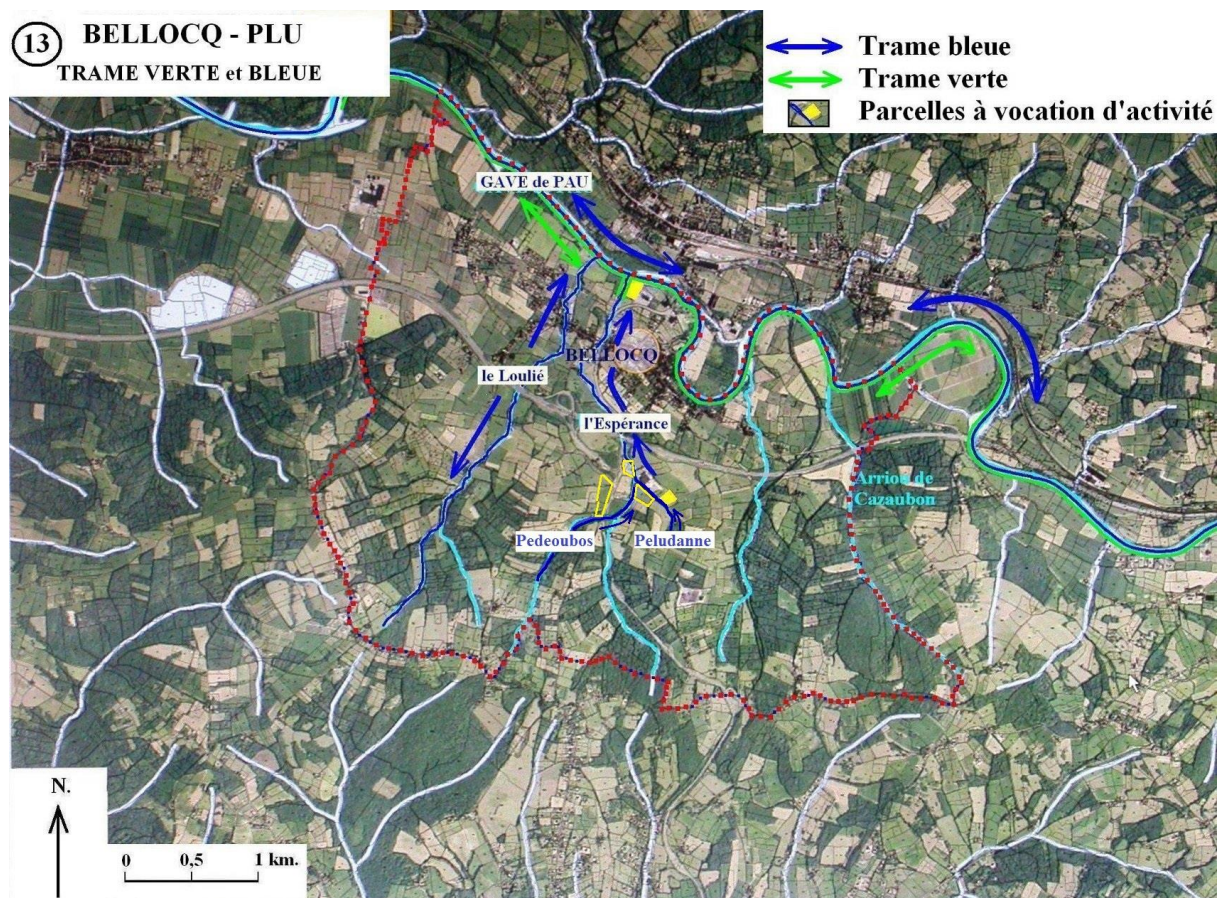 13
BELLOCQ - PLU
TRAME VERTE et BLEUE
Trame bleue
Trame verte
Parcelles à vocation d'activité
GAVE de PAU
BELLOCQ
le Loulié
l'Espérance
Arriou de
Cazaubon
Pedeoubos
Peludanne
N.
0 0,5 1 km.